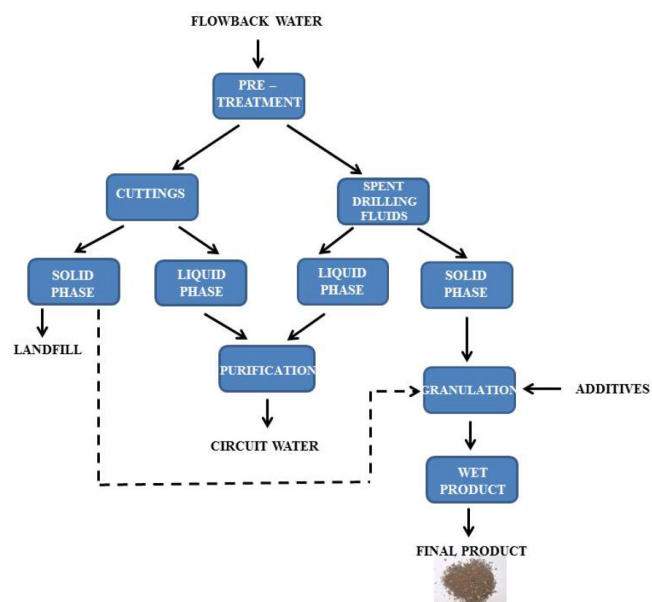 FLOWBACK WATER
PRE –
TREATMENT
CUTTINGS
SPENT
DRILLING
FLUIDS
SOLID
PHASE
LIQUID
PHASE
LIQUID
PHASE
SOLID
PHASE
LANDFILL
PURIFICATION
GRANULATION
ADDITIVES
CIRCUIT WATER
WET
PRODUCT
FINAL PRODUCT